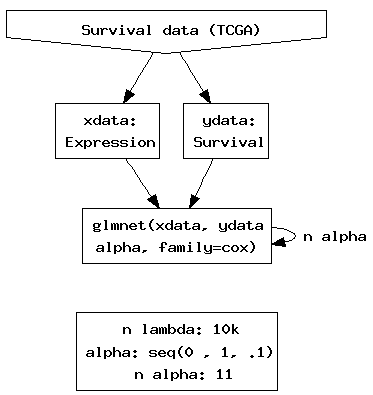 Survival data (TCGA)
xdata: ydata:
Expression Survival
glmnet(xdata, ydata
alpha, family=cox)
n alpha
n lambda: 10k
alpha: seq(0 , 1, .1)
n alpha: 11